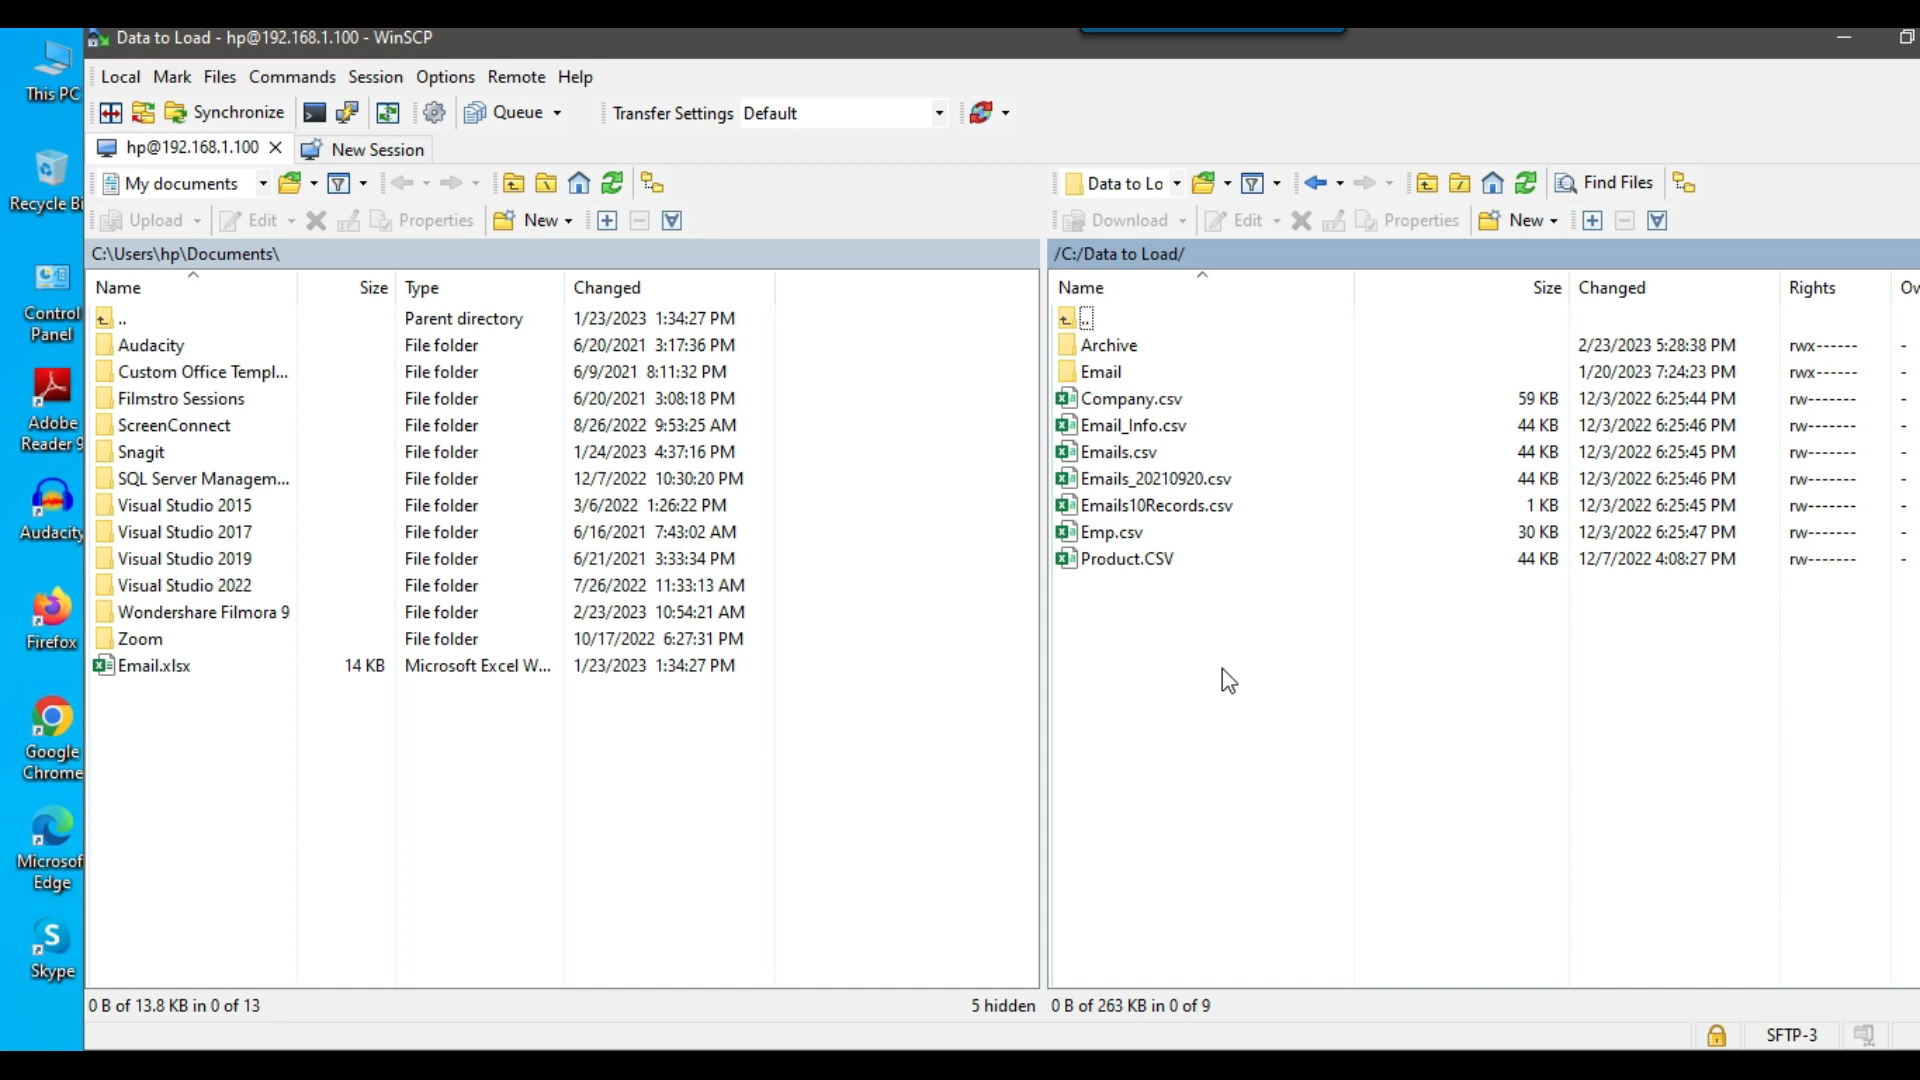 Data to Load - hp@192.168.1.100 - WinSCP
Local Mark Files Commands Session Options Remote Help
Synchronize Queue Transfer Settings Default
hp@192.168.1.100 New Session
My documents Data to Lo Find Files
Upload Edit Properties New Download Edit Properties New
C:\Users\hp\Documents\ /C:/Data to Load/
Name Size Type Changed Name Size Changed Rights Ov
.. Parent directory 1/23/2023 1:34:27 PM ..
Audacity File folder 6/20/2021 3:17:36 PM Archive 2/23/2023 5:28:38 PM rwx------ -
Custom Office Templ... File folder 6/9/2021 8:11:32 PM Email 1/20/2023 7:24:23 PM rwx------ -
Filmstro Sessions File folder 6/20/2021 3:08:18 PM Company.csv 59 KB 12/3/2022 6:25:44 PM rw------- -
ScreenConnect File folder 8/26/2022 9:53:25 AM Email_Info.csv 44 KB 12/3/2022 6:25:46 PM rw------- -
Snagit File folder 1/24/2023 4:37:16 PM Emails.csv 44 KB 12/3/2022 6:25:45 PM rw------- -
SQL Server Managem... File folder 12/7/2022 10:30:20 PM Emails_20210920.csv 44 KB 12/3/2022 6:25:46 PM rw------- -
Visual Studio 2015 File folder 3/6/2022 1:26:22 PM Emails10Records.csv 1 KB 12/3/2022 6:25:45 PM rw------- -
Visual Studio 2017 File folder 6/16/2021 7:43:02 AM Emp.csv 30 KB 12/3/2022 6:25:47 PM rw------- -
Visual Studio 2019 File folder 6/21/2021 3:33:34 PM Product.CSV 44 KB 12/7/2022 4:08:27 PM rw------- -
Visual Studio 2022 File folder 7/26/2022 11:33:13 AM
Wondershare Filmora 9 File folder 2/23/2023 10:54:21 AM
Zoom File folder 10/17/2022 6:27:31 PM
Email.xlsx 14 KB Microsoft Excel W... 1/23/2023 1:34:27 PM
0 B of 13.8 KB in 0 of 13 5 hidden 0 B of 263 KB in 0 of 9
SFTP-3
This PC
Recycle Bi
Control
Panel
Adobe
Reader 9
Audacity
Firefox
Google
Chrome
Microsof
Edge
Skype